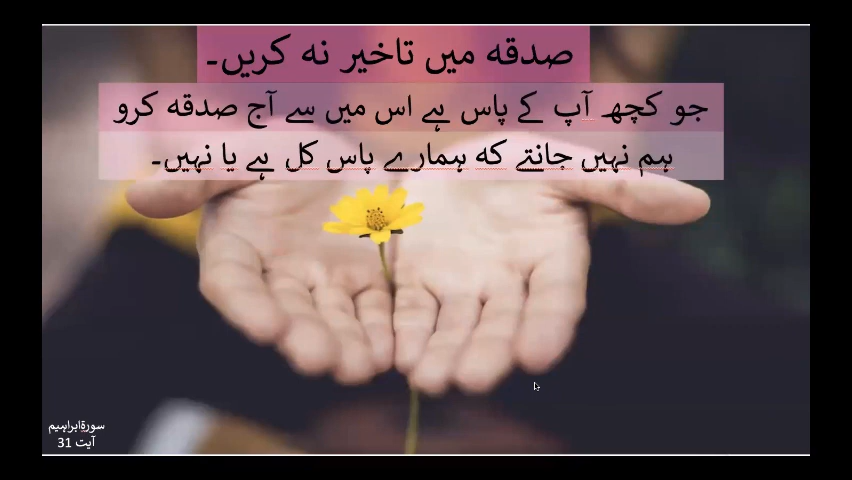 صدقه میں تاخیر نه کریں۔
جو کچھ آپ کے پاس ہے اس میں سے آج صدقه کرو
ہم نہیں جانتے که ہمارے پاس کل ہے یا نہیں۔
سورۃابراہیم
آیت 31